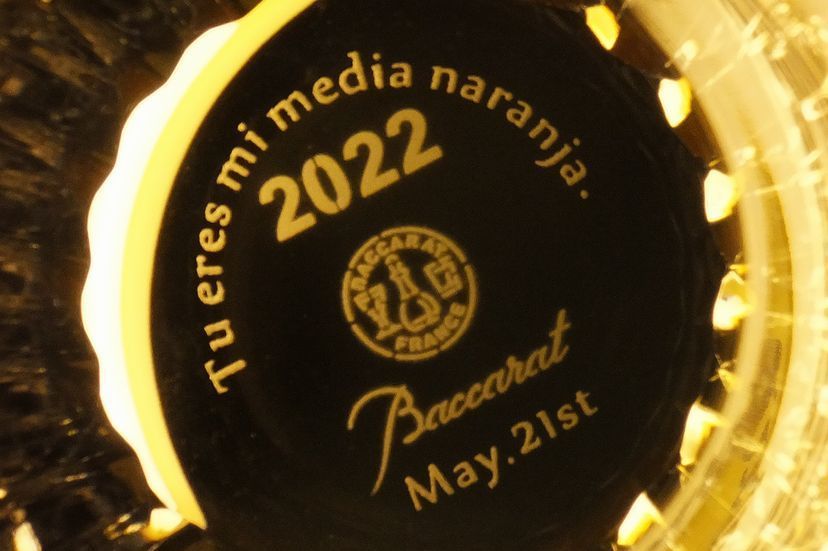 Tu eres mi media naranja.
2022
BACCARAT
FRANCE
Baccarat
May.21st